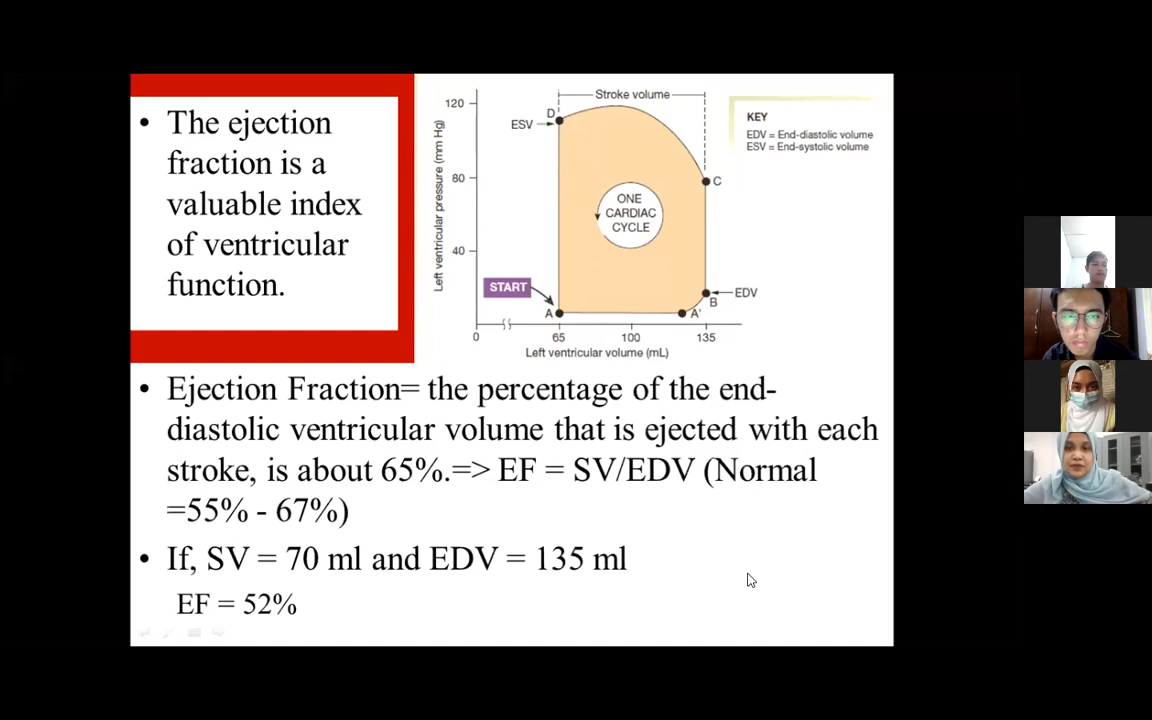 • The ejection
fraction is a
valuable index
of ventricular
function.
Stroke volume
120
D
ESV
80
C
ONE
CARDIAC
CYCLE
40
START
EDV
B
A
A'
0
65
100
135
Left ventricular volume (mL)
Left ventricular pressure (mm Hg)
KEY
EDV = End-diastolic volume
ESV = End-systolic volume
• Ejection Fraction= the percentage of the end-
diastolic ventricular volume that is ejected with each
stroke, is about 65%.=> EF = SV/EDV (Normal
=55% - 67%)
• If, SV = 70 ml and EDV = 135 ml
EF = 52%